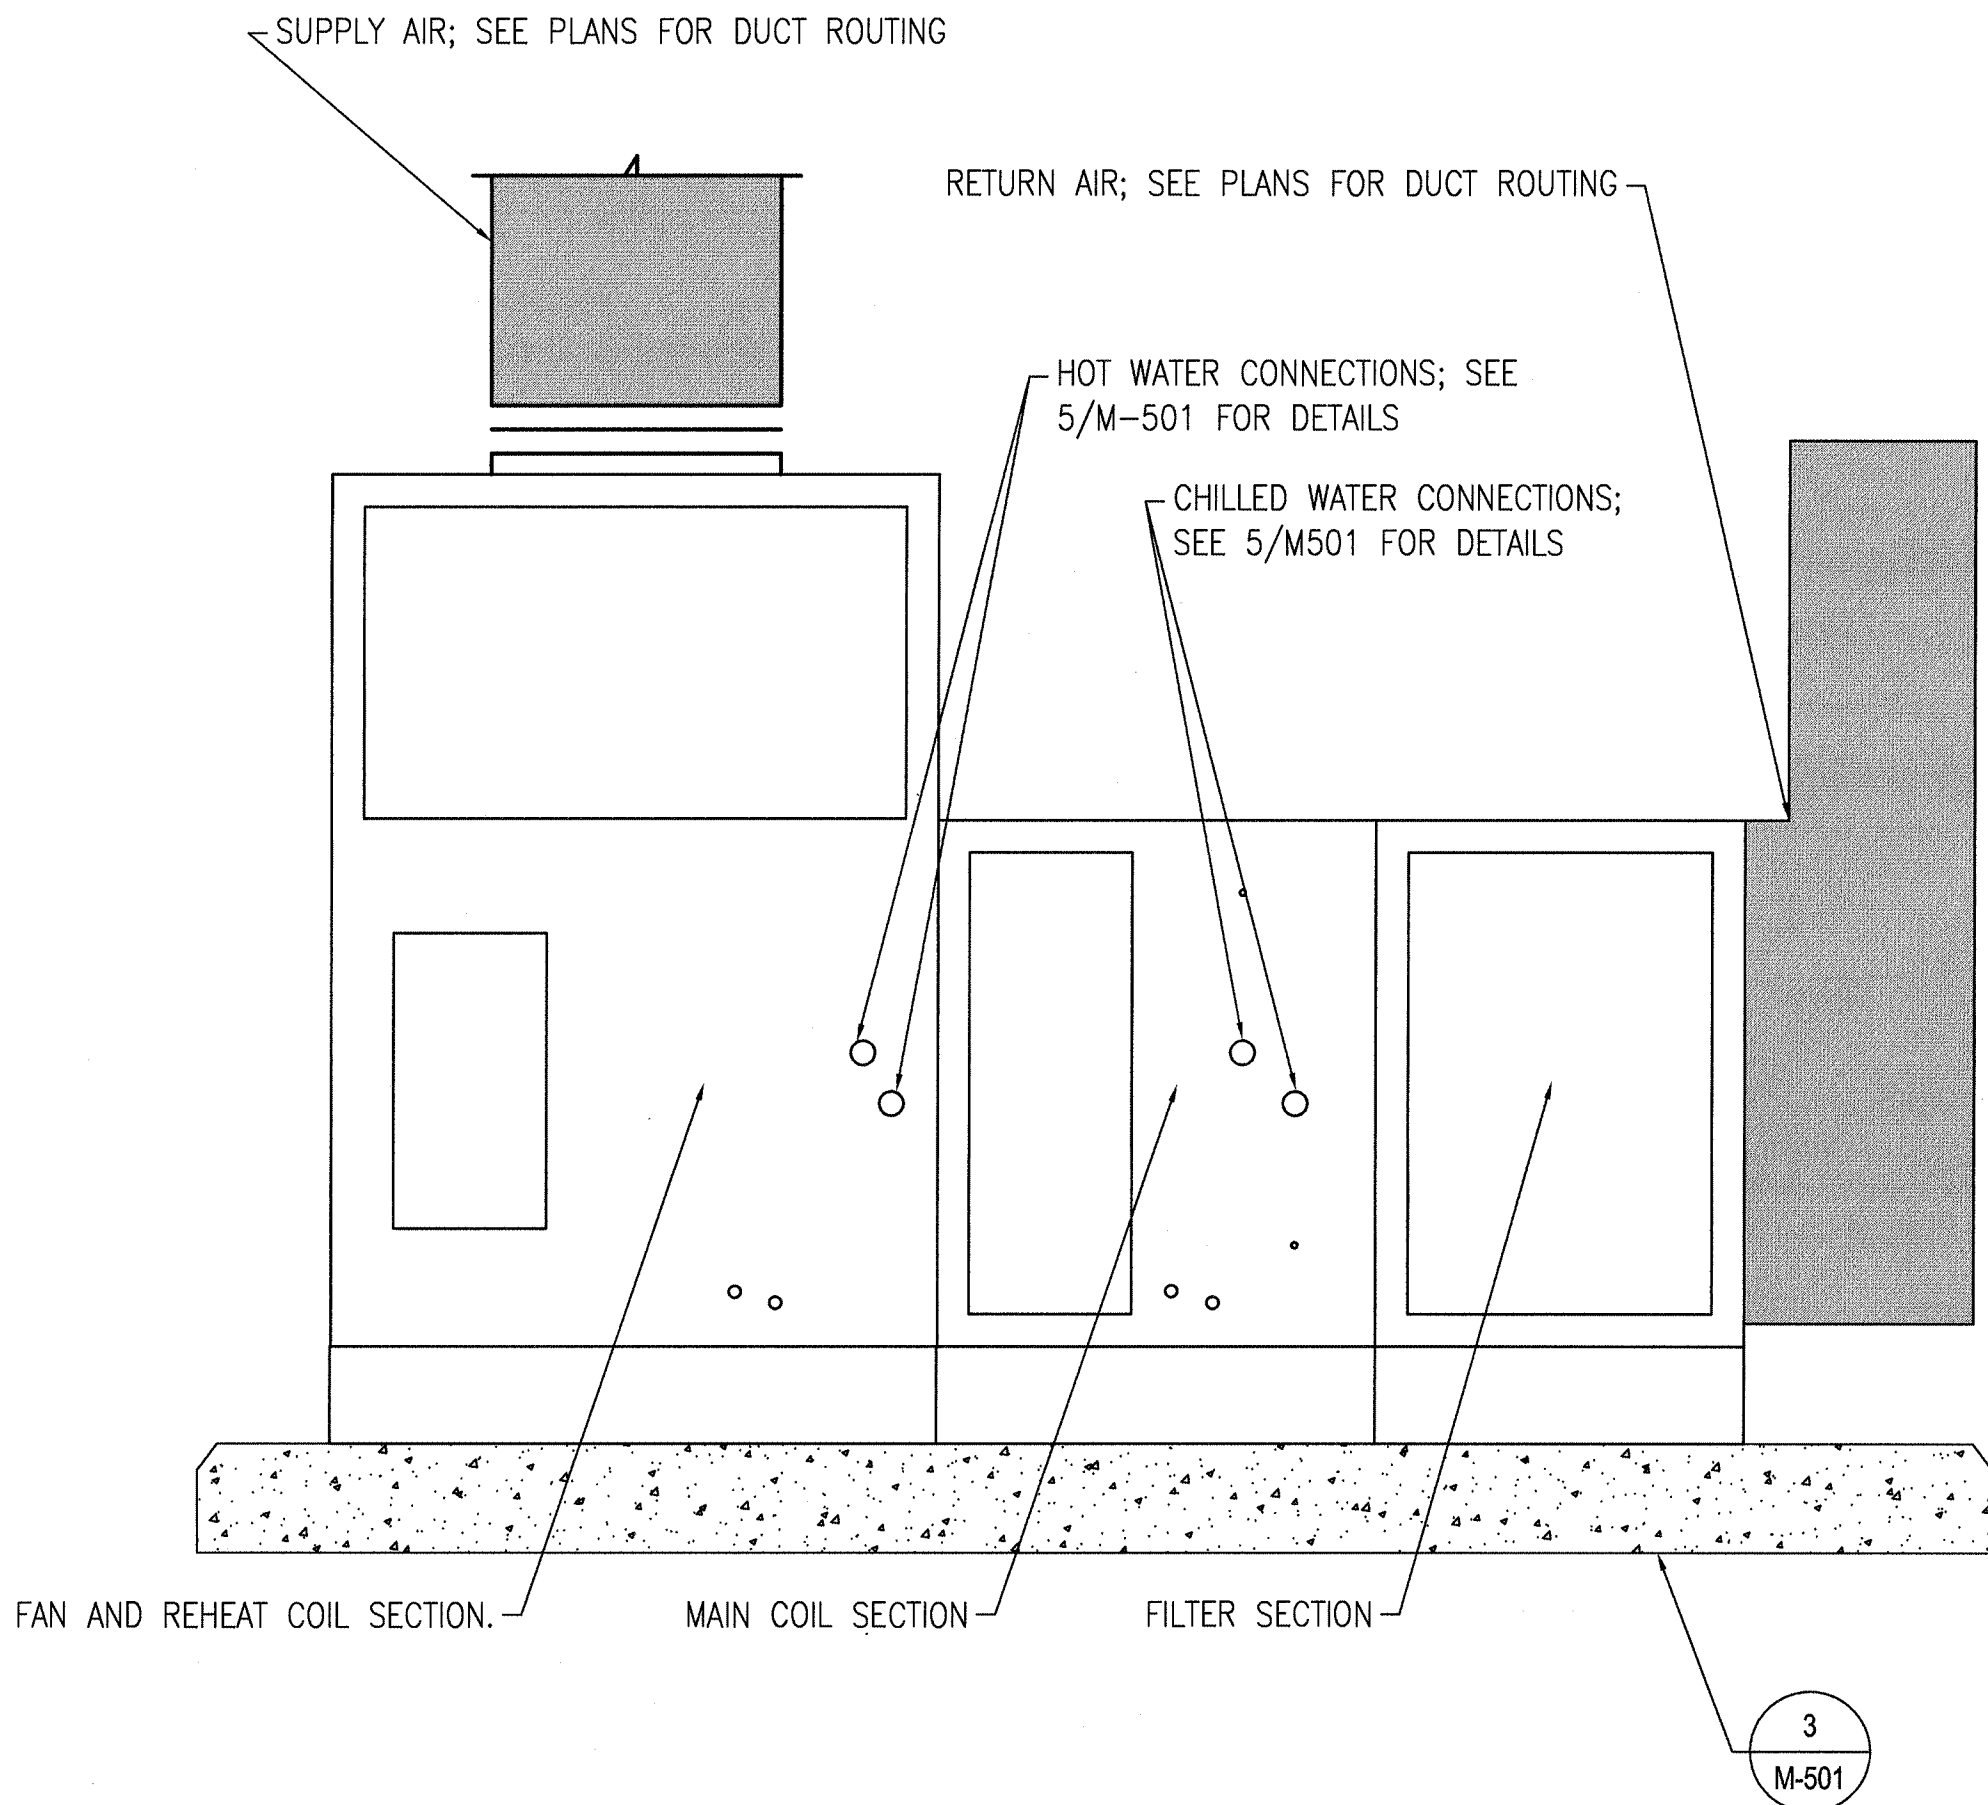 SUPPLY AIR; SEE PLANS FOR DUCT ROUTING
RETURN AIR; SEE PLANS FOR DUCT ROUTING
HOT WATER CONNECTIONS; SEE
5/M-501 FOR DETAILS
CHILLED WATER CONNECTIONS;
SEE 5/M501 FOR DETAILS
FAN AND REHEAT COIL SECTION.
MAIN COIL SECTION
FILTER SECTION
3
M-501